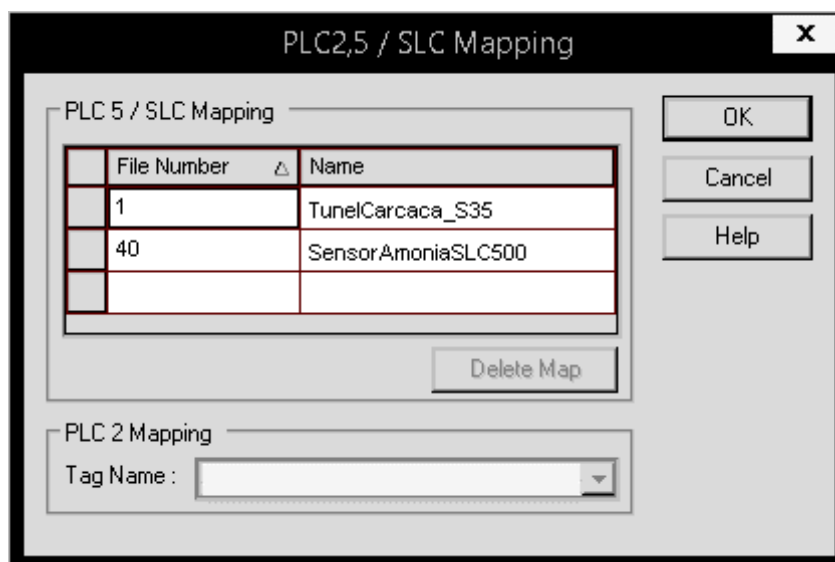 PLC2,5 / SLC Mapping
X
PLC 5 / SLC Mapping
File Number Name
1 TunelCarcaca_S35
40 SensorAmoniaSLC500
Delete Map
OK
Cancel
Help
PLC 2 Mapping
Tag Name :